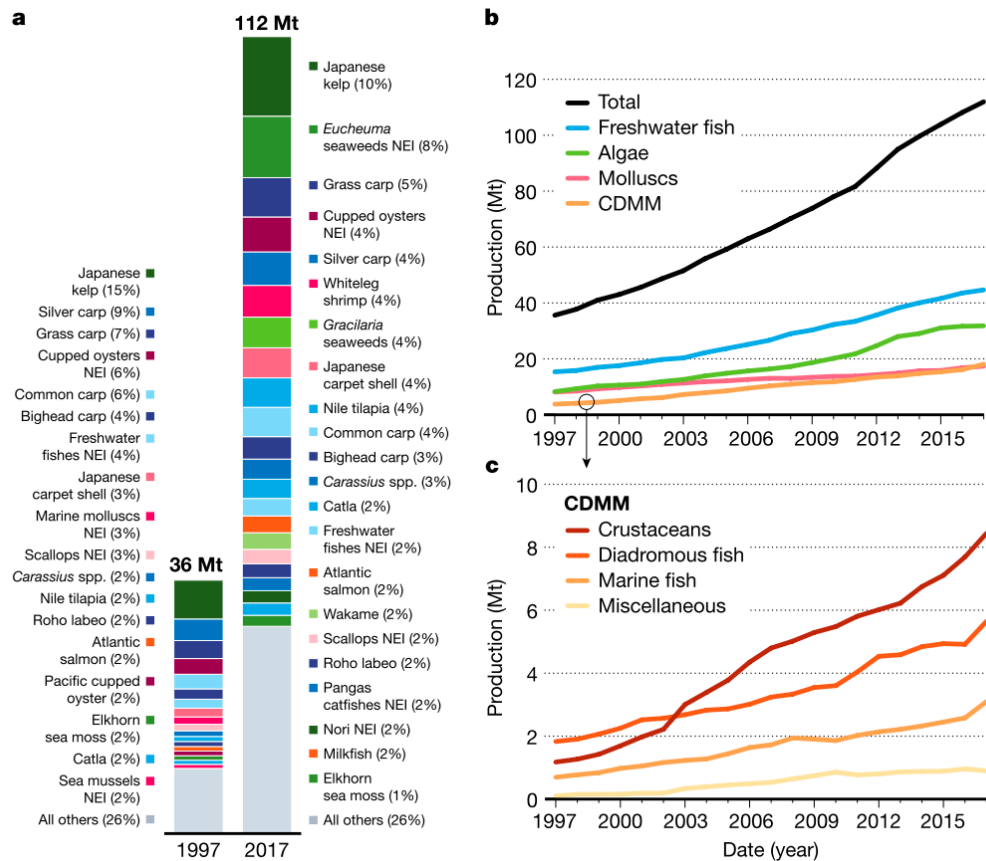 a
112 Mt
Japanese
kelp (10%)
Eucheuma
seaweeds NEI (8%)
Grass carp (5%)
Cupped oysters
NEI (4%)
Silver carp (4%)
Whiteleg
shrimp (4%)
Gracilaria
seaweeds (4%)
Japanese
carpet shell (4%)
Nile tilapia (4%)
Common carp (4%)
Bighead carp (3%)
Carassius spp. (3%)
Catla (2%)
Freshwater
fishes NEI (2%)
Atlantic
salmon (2%)
Wakame (2%)
Scallops NEI (2%)
Roho labeo (2%)
Pangas
catfishes NEI (2%)
Nori NEI (2%)
Milkfish (2%)
Elkhorn
sea moss (1%)
All others (26%)
Japanese
kelp (15%)
Silver carp (9%)
Grass carp (7%)
Cupped oysters
NEI (6%)
Common carp (6%)
Bighead carp (4%)
Freshwater
fishes NEI (4%)
Japanese
carpet shell (3%)
Marine molluscs
NEI (3%)
Scallops NEI (3%)
Carassius spp. (2%)
Nile tilapia (2%)
Roho labeo (2%)
Atlantic
salmon (2%)
Pacific cupped
oyster (2%)
Elkhorn
sea moss (2%)
Catla (2%)
Sea mussels
NEI (2%)
All others (26%)
36 Mt
1997
2017
b
Production (Mt)
120
100
80
60
40
20
0
Total
Freshwater fish
Algae
Molluscs
CDMM
1997
2000
2003
2006
2009
2012
2015
c
Production (Mt)
10
8
6
4
2
0
CDMM
Crustaceans
Diadromous fish
Marine fish
Miscellaneous
1997
2000
2003
2006
2009
2012
2015
Date (year)